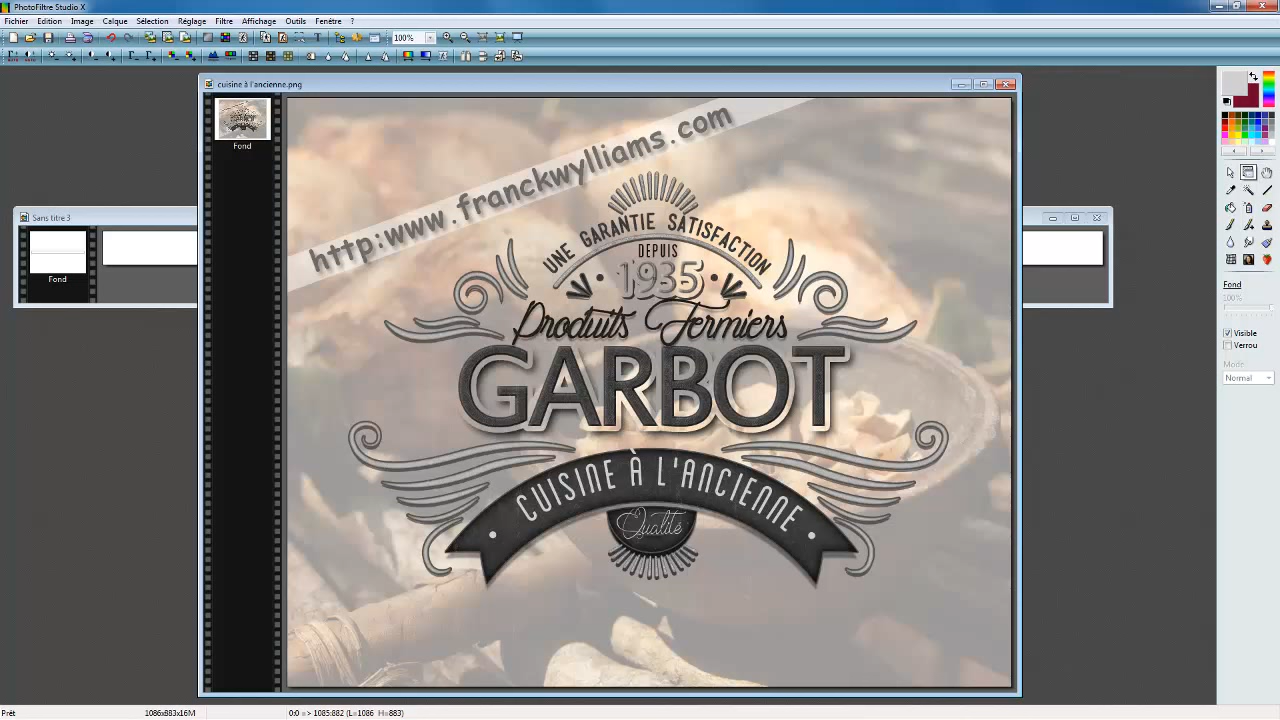 PhotoFiltre Studio X
Fichier Edition Image Calque Sélection Réglage Filtre Affichage Outils Fenêtre ?
100%
cuisine à l'ancienne.png
Fond
Sans titre 3
Fond
http:www.franckwylliams.com
UNE GARANTIE SATISFACTION
DEPUIS
1935
Produits Fermiers
GARBOT
CUISINE À L'ANCIENNE
Qualité
Fond
100%
Visible
Verrou
Mode
Normal
Prêt
1086x883x16M
0:0 => 1085:882 (L=1086 H=883)